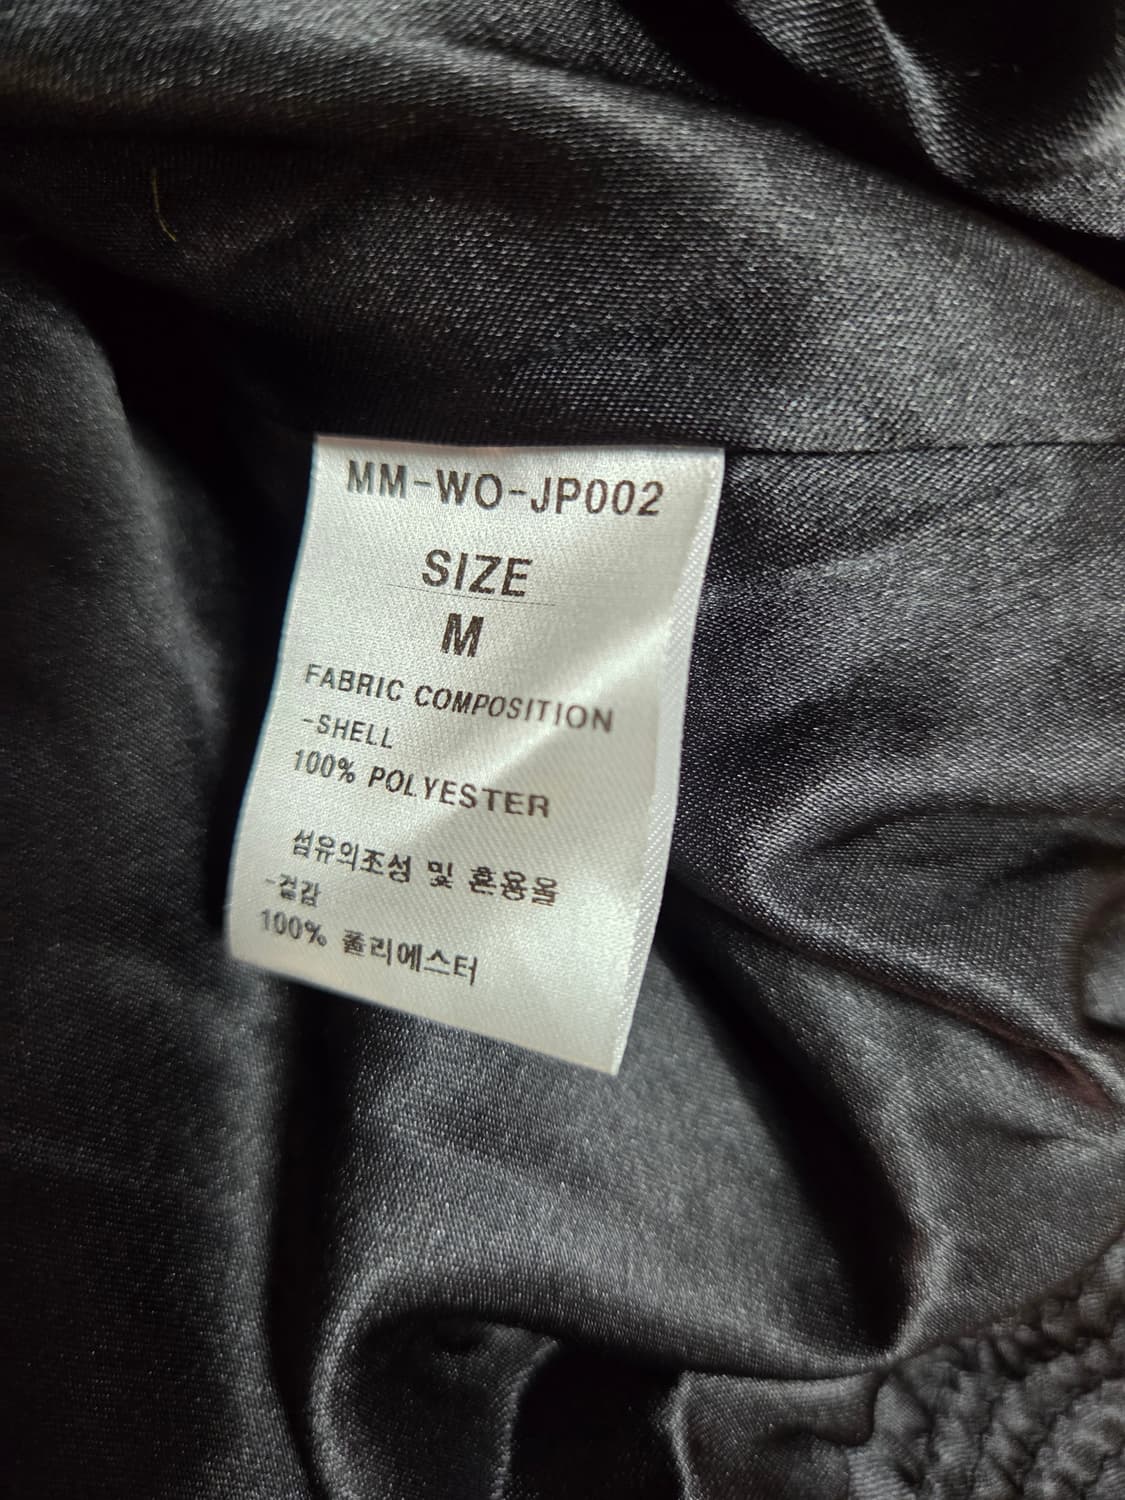 MM-WO-JP002
SIZE
M
FABRIC COMPOSITION
-SHELL
100% POLYESTER
섬유의조성 및 혼용율
-겉감
100% 폴리에스터